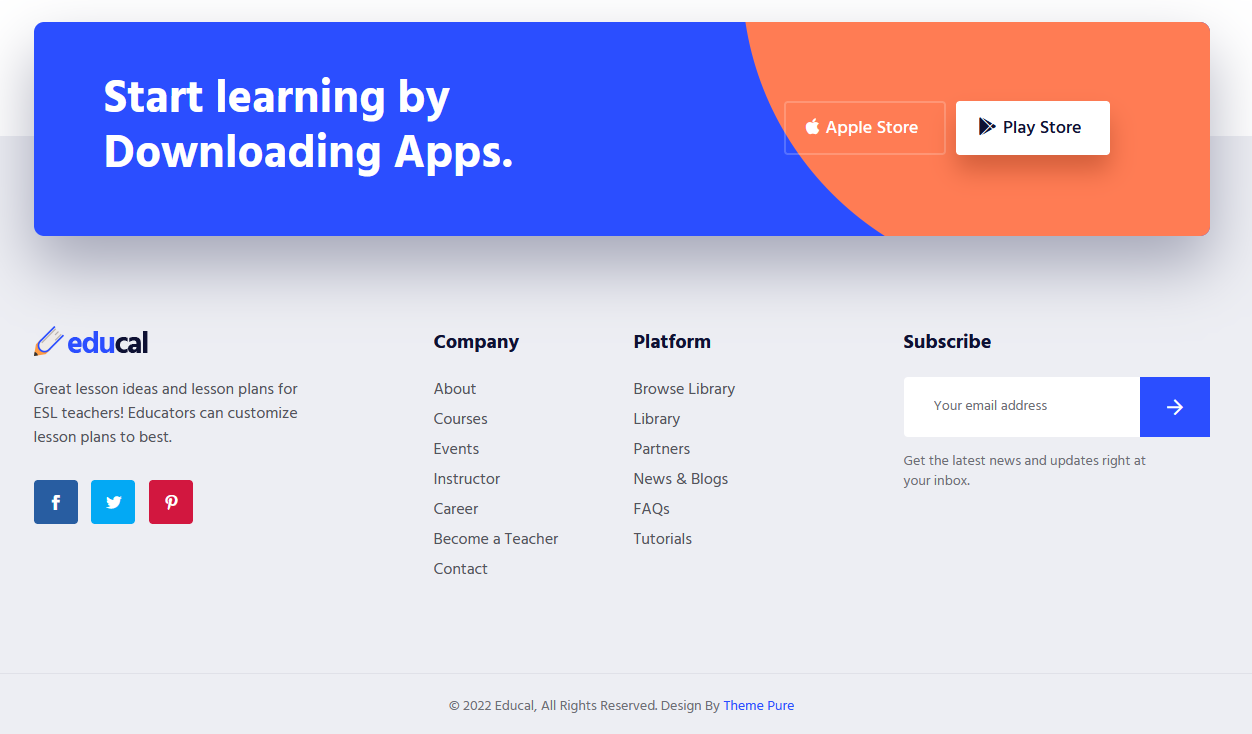 Start learning by
Downloading Apps.
Apple Store
Play Store
educal
Great lesson ideas and lesson plans for
ESL teachers! Educators can customize
lesson plans to best.
Company
About
Courses
Events
Instructor
Career
Become a Teacher
Contact
Platform
Browse Library
Library
Partners
News & Blogs
FAQs
Tutorials
Subscribe
Your email address
Get the latest news and updates right at
your inbox.
© 2022 Educal, All Rights Reserved. Design By Theme Pure